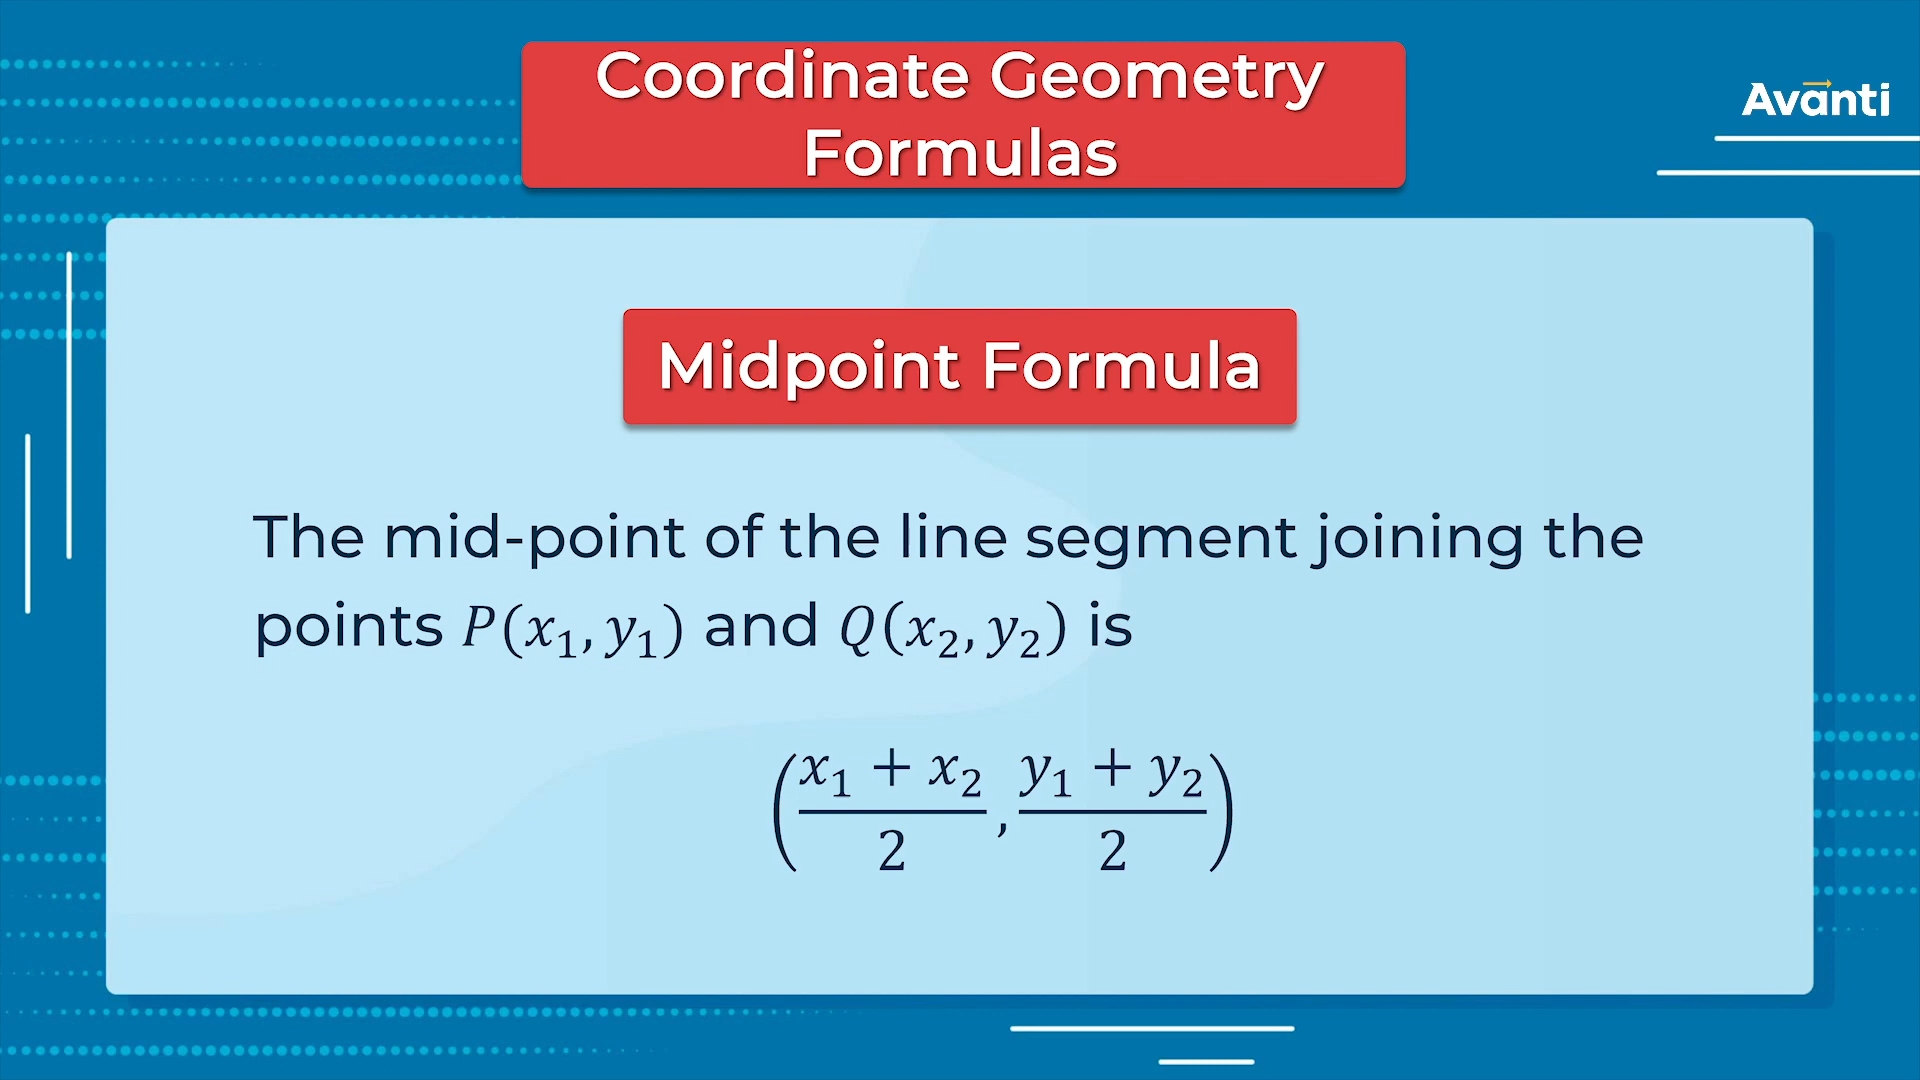 Coordinate Geometry
Formulas
Avanti
Midpoint Formula
The mid-point of the line segment joining the
points P(x₁, y₁) and Q(x₂, y₂) is
((x₁ + x₂)/2, (y₁ + y₂)/2)